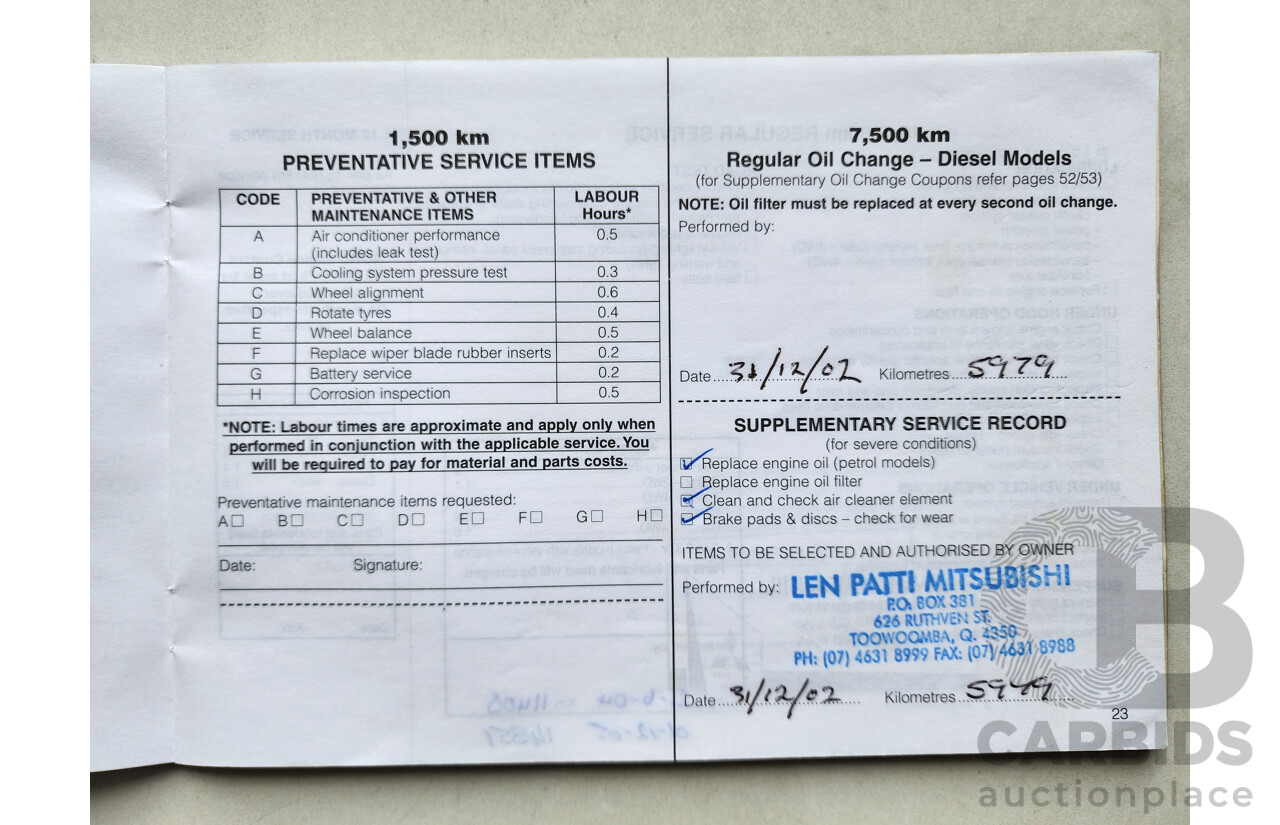 1,500 km
PREVENTATIVE SERVICE ITEMS
CODE PREVENTATIVE & OTHER MAINTENANCE ITEMS LABOUR Hours*
A Air conditioner performance (includes leak test) 0.5
B Cooling system pressure test 0.3
C Wheel alignment 0.6
D Rotate tyres 0.4
E Wheel balance 0.5
F Replace wiper blade rubber inserts 0.2
G Battery service 0.2
H Corrosion inspection 0.5
*NOTE: Labour times are approximate and apply only when
performed in conjunction with the applicable service. You
will be required to pay for material and parts costs.
Preventative maintenance items requested:
A☐ B☐ C☐ D☐ E☐ F☐ G☐ H☐
Date: Signature:
7,500 km
Regular Oil Change – Diesel Models
(for Supplementary Oil Change Coupons refer pages 52/53)
NOTE: Oil filter must be replaced at every second oil change.
Performed by:
Date 31/12/02 Kilometres 5979
SUPPLEMENTARY SERVICE RECORD
(for severe conditions)
Replace engine oil (petrol models)
Replace engine oil filter
Clean and check air cleaner element
Brake pads & discs – check for wear
ITEMS TO BE SELECTED AND AUTHORISED BY OWNER
Performed by: LEN PATTI MITSUBISHI
P.O. BOX 381
626 RUTHVEN ST.
TOOWOOMBA, Q. 4350
PH: (07) 4631 8999 FAX: (07) 4631 8988
Date 31/12/02 Kilometres 5979
23
CARBIDS
auctionplace